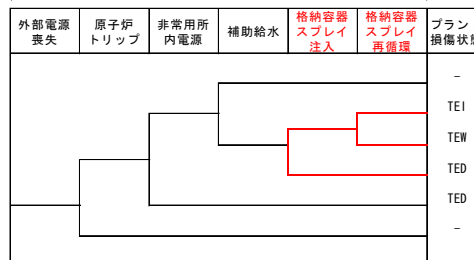 外部電源
喪失
原子炉
トリップ
非常用所
内電源
補助給水
格納容器
スプレイ
注入
格納容器
スプレイ
再循環
プラン
損傷状
−
TEI
TEW
TED
TED
−